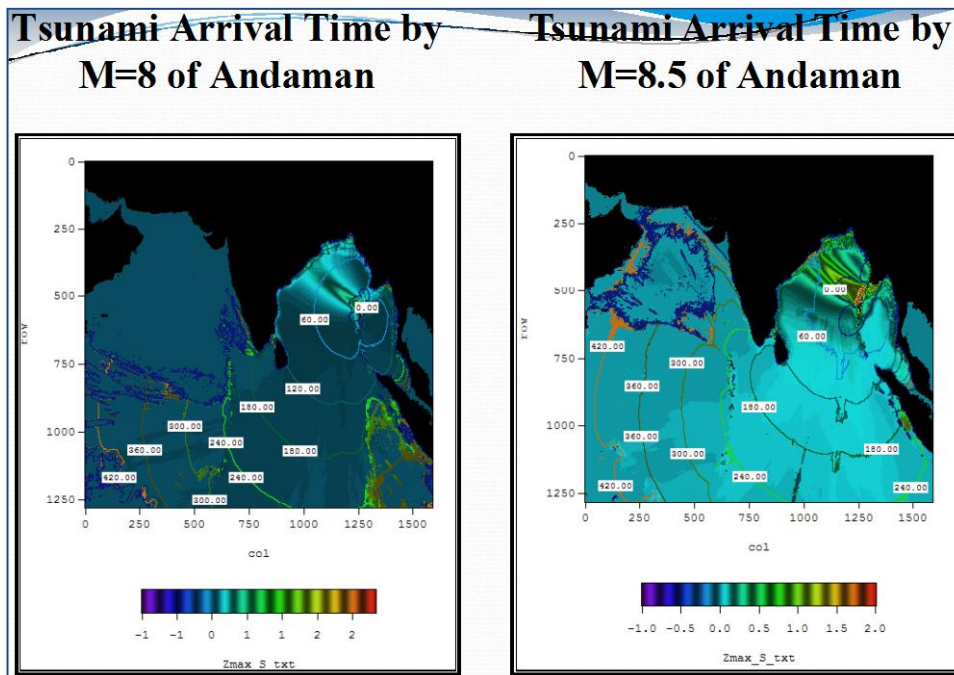 Tsunami Arrival Time by
M=8 of Andaman
0
250
500
750
1000
1250
row
0.00
60.00
120.00
180.00
300.00
240.00
360.00
180.00
420.00
240.00
300.00
0 250 500 750 1000 1250 1500
col
-1 -1 0 1 1 2 2
Zmax S txt
Tsunami Arrival Time by
M=8.5 of Andaman
0
250
500
750
1000
1250
row
0.00
60.00
420.00
300.00
360.00
180.00
360.00
180.00
300.00
240.00
420.00
240.00
0 250 500 750 1000 1250 1500
col
-1.0 -0.5 0.0 0.5 1.0 1.5 2.0
Zmax_S_txt